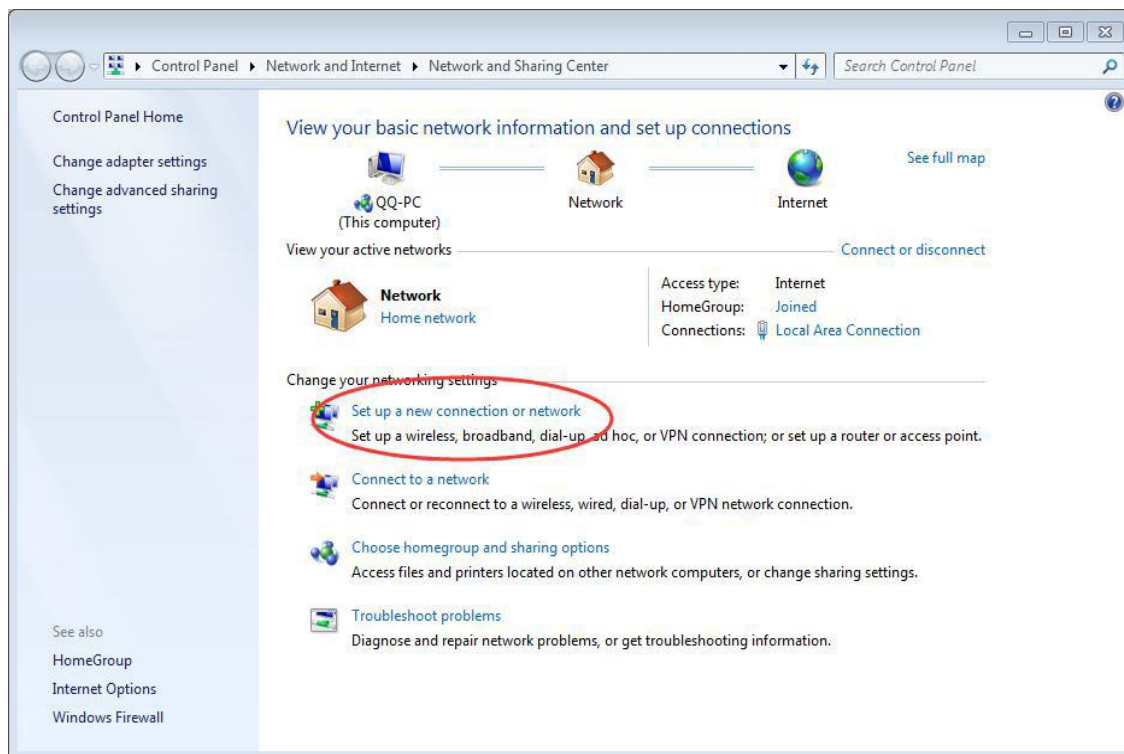 Control Panel ▸ Network and Internet ▸ Network and Sharing Center
Search Control Panel
Control Panel Home
Change adapter settings
Change advanced sharing
settings
See also
HomeGroup
Internet Options
Windows Firewall
View your basic network information and set up connections
See full map
QQ-PC
(This computer)
Network
Internet
View your active networks
Connect or disconnect
Network
Home network
Access type: Internet
HomeGroup: Joined
Connections: Local Area Connection
Change your networking settings
Set up a new connection or network
Set up a wireless, broadband, dial-up, ad hoc, or VPN connection; or set up a router or access point.
Connect to a network
Connect or reconnect to a wireless, wired, dial-up, or VPN network connection.
Choose homegroup and sharing options
Access files and printers located on other network computers, or change sharing settings.
Troubleshoot problems
Diagnose and repair network problems, or get troubleshooting information.